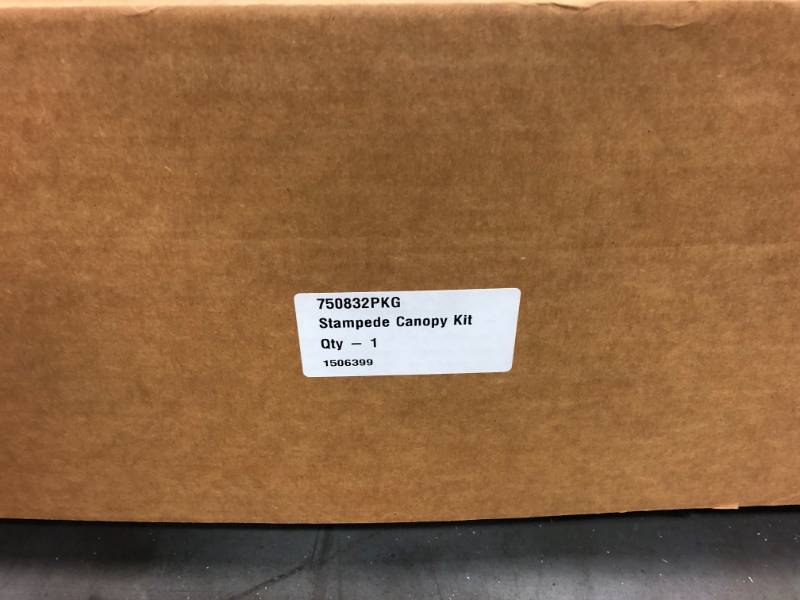 750832PKG
Stampede Canopy Kit
Qty – 1
1506399